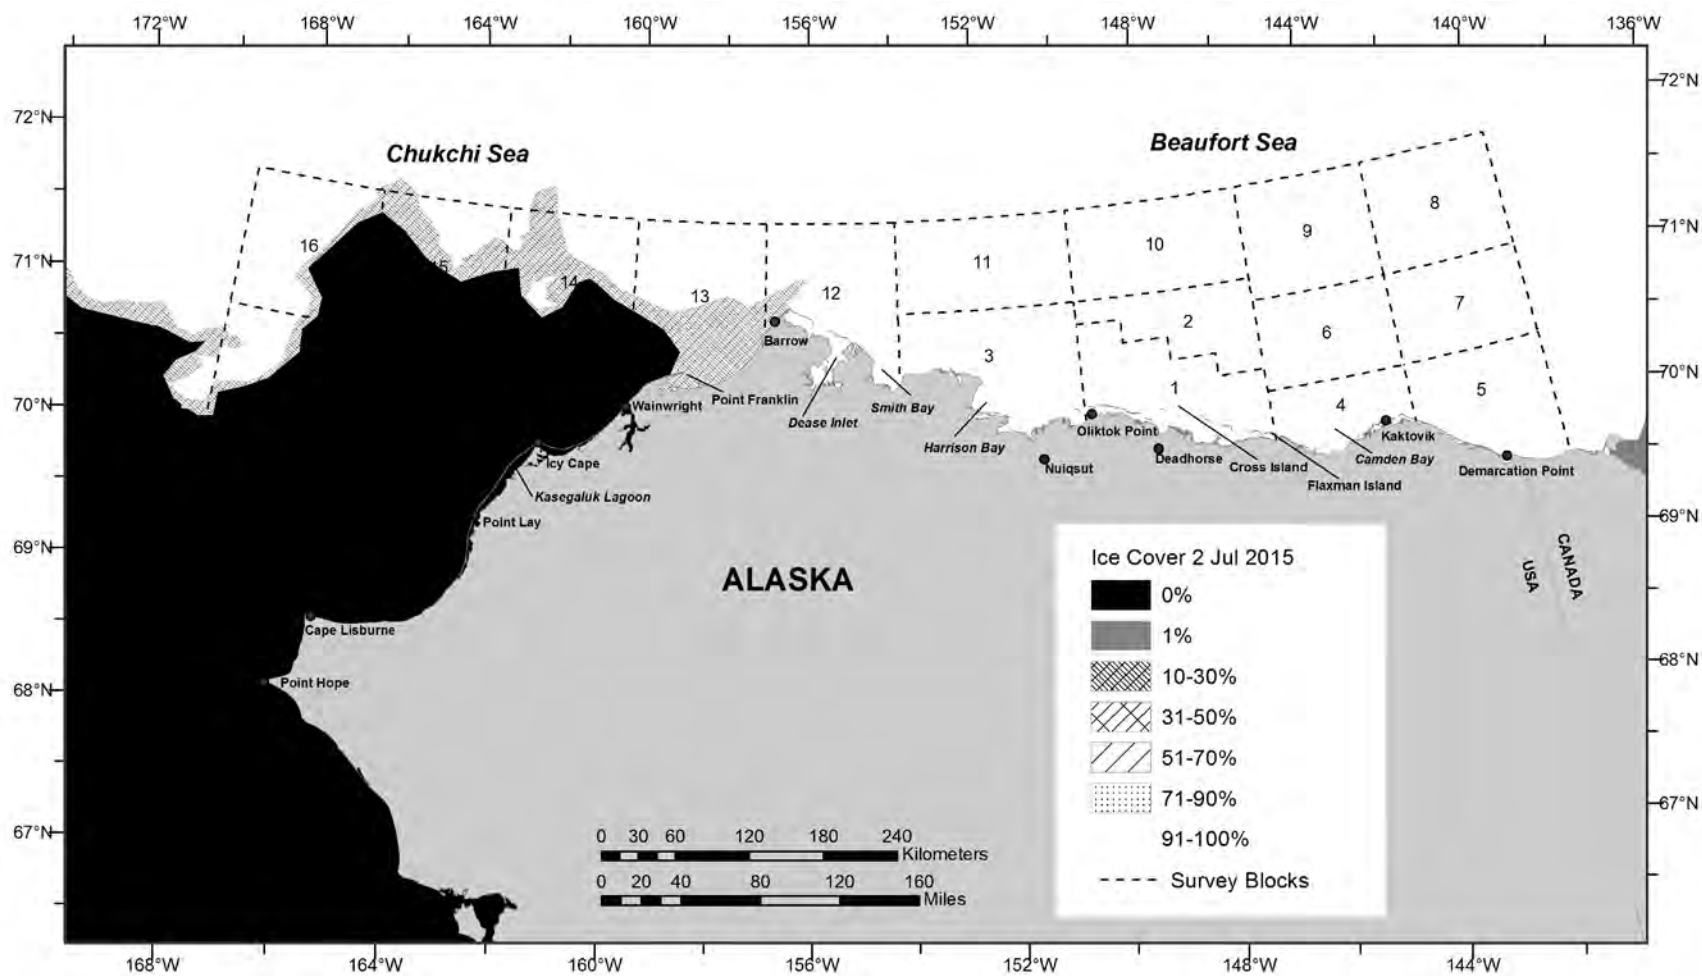 172°W 168°W 164°W 160°W 156°W 152°W 148°W 144°W 140°W 136°W
72°N 72°N
Chukchi Sea Beaufort Sea
71°N 71°N
16 15 14 13 12 11 10 9 8
7
6
5
4
3
2
1
70°N 70°N
Barrow
Wainwright
Point Franklin
Dease Inlet
Smith Bay
Harrison Bay
Oliktok Point
Nuiqsut
Deadhorse
Cross Island
Flaxman Island
Camden Bay
Kaktovik
Demarcation Point
Icy Cape
Kasegaluk Lagoon
Point Lay
69°N 69°N
ALASKA
USA
CANADA
Cape Lisburne
Point Hope
68°N 68°N
67°N 67°N
Ice Cover 2 Jul 2015
0%
1%
10-30%
31-50%
51-70%
71-90%
91-100%
Survey Blocks
0 30 60 120 180 240
Kilometers
0 20 40 80 120 160
Miles
168°W 164°W 160°W 156°W 152°W 148°W 144°W